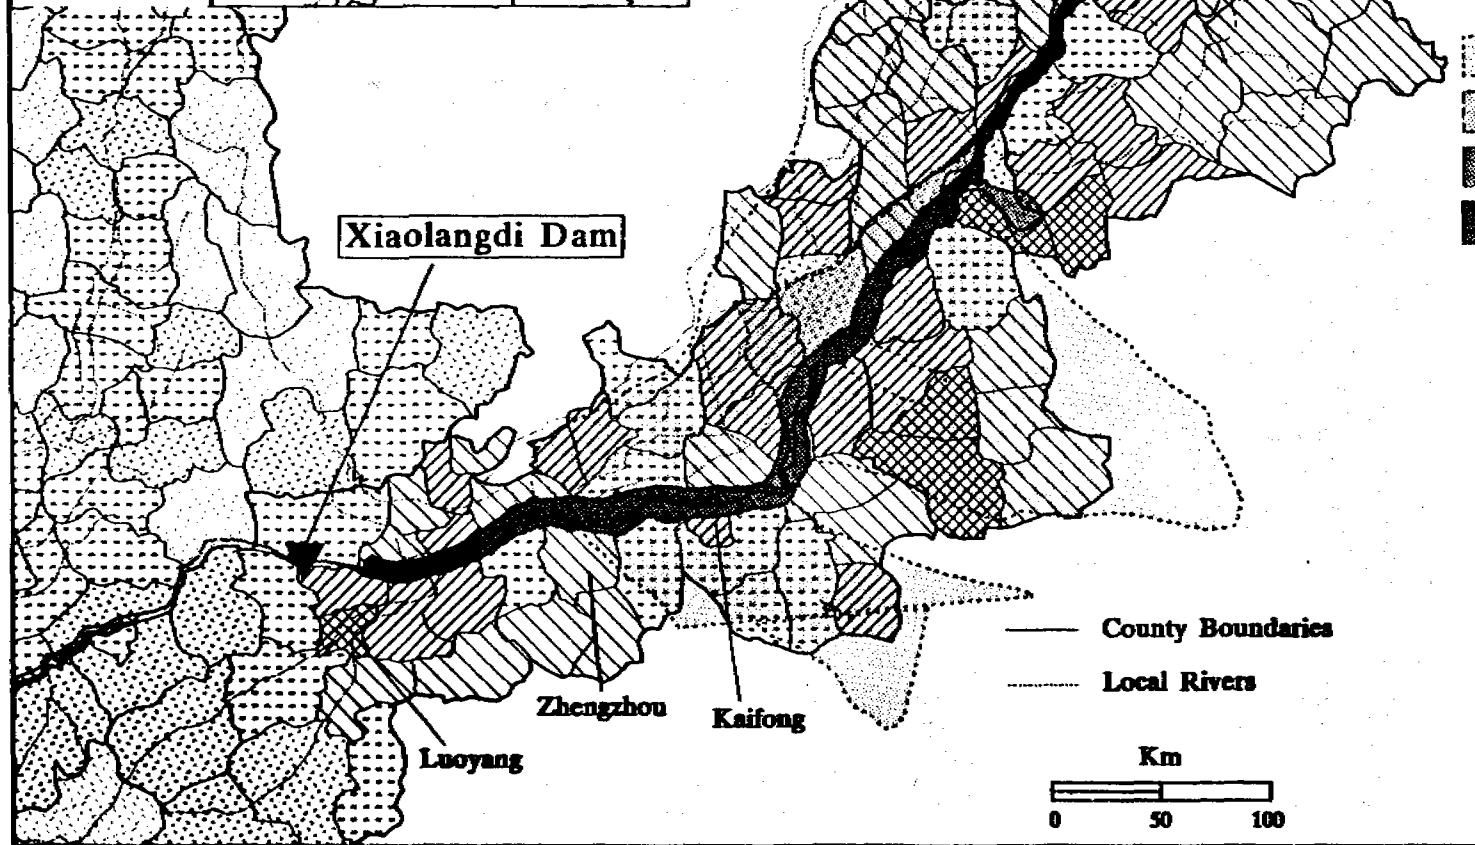 Xiaolangdi Dam
County Boundaries
Local Rivers
Zhengzhou
Kaifong
Luoyang
Km
0 50 100